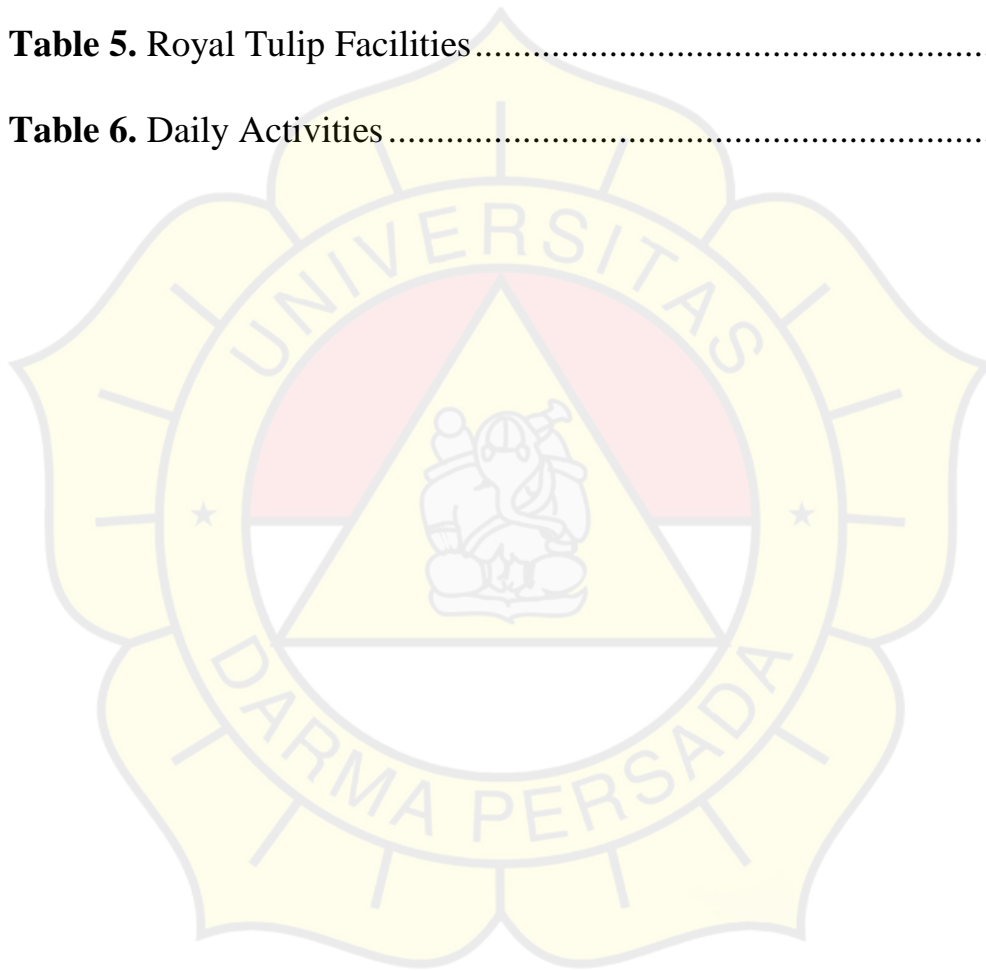 Table 5. Royal Tulip Facilities.......................................................
Table 6. Daily Activities................................................................
UNIVERSITAS
DARMA PERSADA